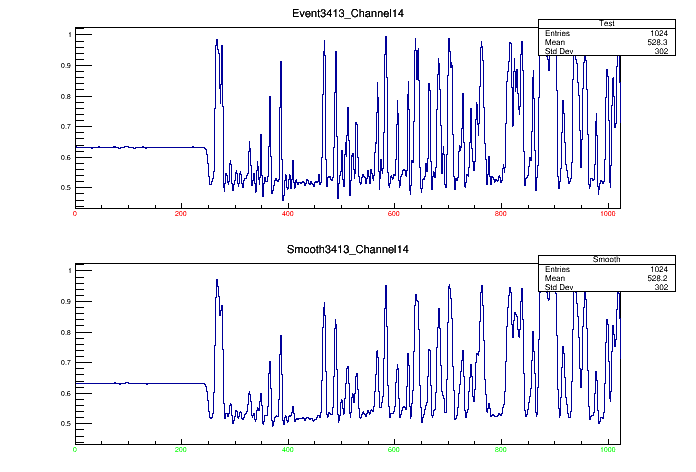 Event3413_Channel14
Test
Entries 1024
Mean 528.3
Std Dev 302
1
0.9
0.8
0.7
0.6
0.5
0 200 400 600 800 1000
Smooth3413_Channel14
Smooth
Entries 1024
Mean 528.2
Std Dev 302
1
0.9
0.8
0.7
0.6
0.5
0 200 400 600 800 1000